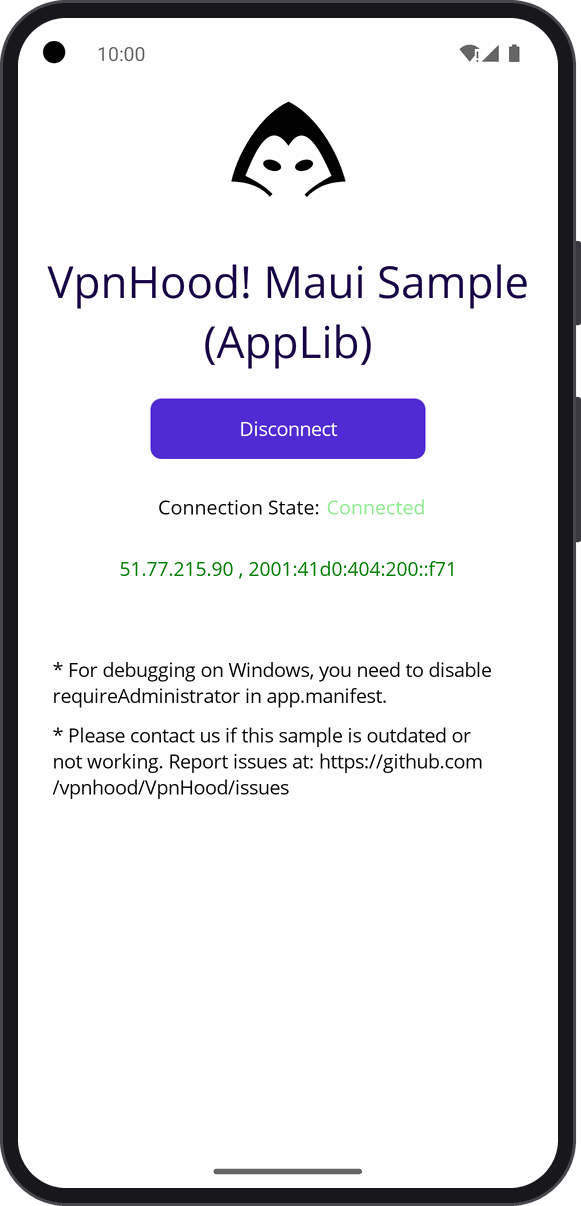 10:00
VpnHood! Maui Sample
(AppLib)
Disconnect
Connection State: Connected
51.77.215.90 , 2001:41d0:404:200::f71
* For debugging on Windows, you need to disable
requireAdministrator in app.manifest.
* Please contact us if this sample is outdated or
not working. Report issues at: https://github.com
/vpnhood/VpnHood/issues